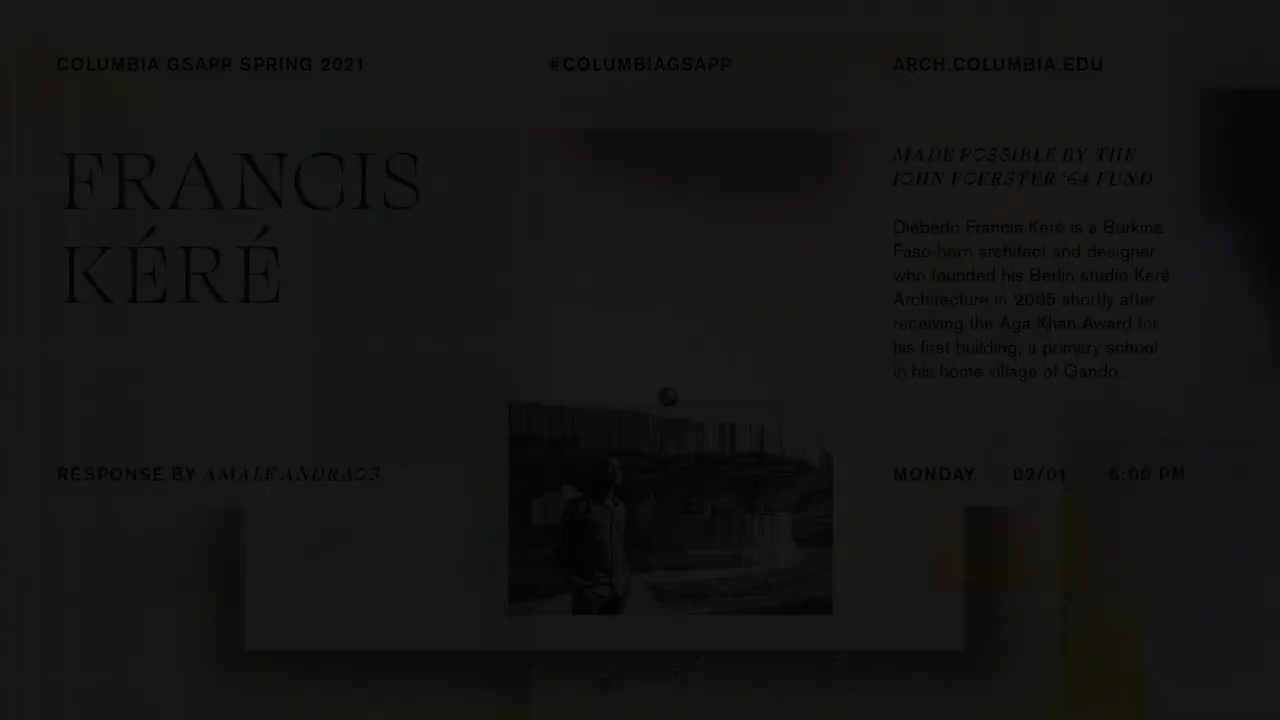 COLUMBIA GSAPP SPRING 2021
#COLUMBIAGSAPP
ARCH.COLUMBIA.EDU
FRANCIS
KÉRÉ
MADE POSSIBLE BY THE
JOHN FOERSTER '64 FUND
Diébédo Francis Kéré is a Burkina
Faso-born architect and designer
who founded his Berlin studio Kéré
Architecture in 2005 shortly after
receiving the Aga Khan Award for
his first building, a primary school
in his home village of Gando
RESPONSE BY AMALE ANDRAOS
MONDAY 02/01 6:00 PM